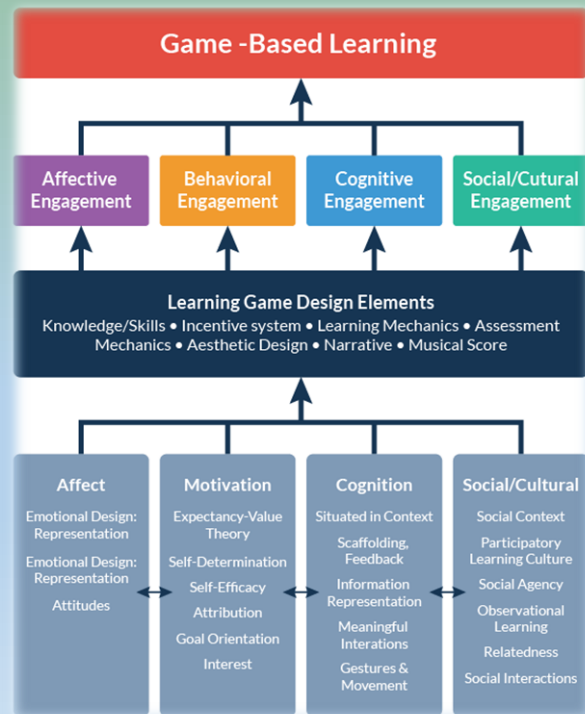 Game -Based Learning
Affective
Engagement
Behavioral
Engagement
Cognitive
Engagement
Social/Cutural
Engagement
Learning Game Design Elements
Knowledge/Skills • Incentive system • Learning Mechanics • Assessment
Mechanics • Aesthetic Design • Narrative • Musical Score
Affect
Emotional Design:
Representation
Emotional Design:
Representation
Attitudes
Motivation
Expectancy-Value
Theory
Self-Determination
Self-Efficacy
Attribution
Goal Orientation
Interest
Cognition
Situated in Context
Scaffolding,
Feedback
Information
Representation
Meaningful
Interations
Gestures &
Movement
Social/Cultural
Social Context
Participatory
Learning Culture
Social Agency
Observational
Learning
Relatedness
Social Interactions